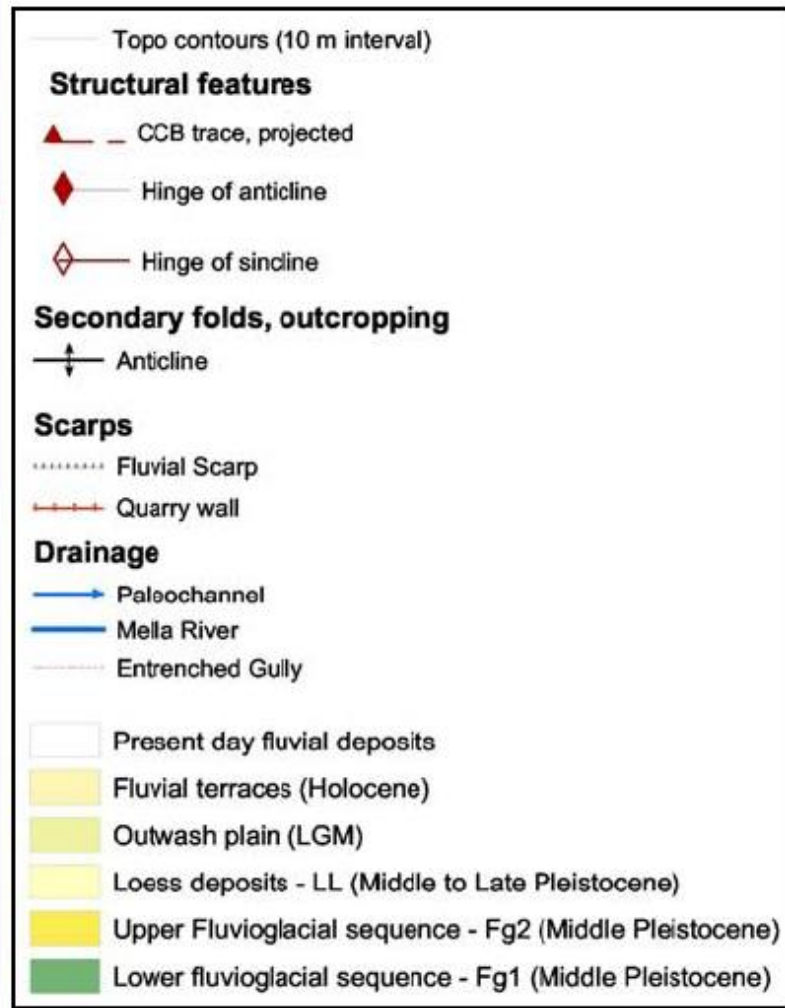 Topo contours (10 m interval)
Structural features
CCB trace, projected
Hinge of anticline
Hinge of sincline
Secondary folds, outcropping
Anticline
Scarps
Fluvial Scarp
Quarry wall
Drainage
Paleochannel
Mella River
Entrenched Gully
Present day fluvial deposits
Fluvial terraces (Holocene)
Outwash plain (LGM)
Loess deposits - LL (Middle to Late Pleistocene)
Upper Fluvioglacial sequence - Fg2 (Middle Pleistocene)
Lower fluvioglacial sequence - Fg1 (Middle Pleistocene)